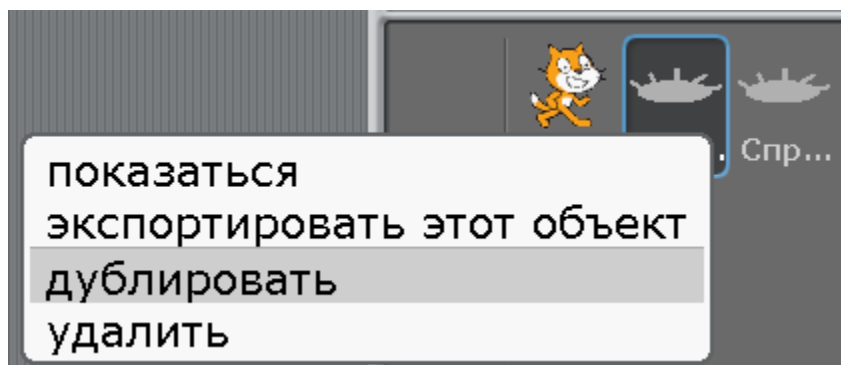 Спр...
показаться
экспортировать этот объект
дублировать
удалить